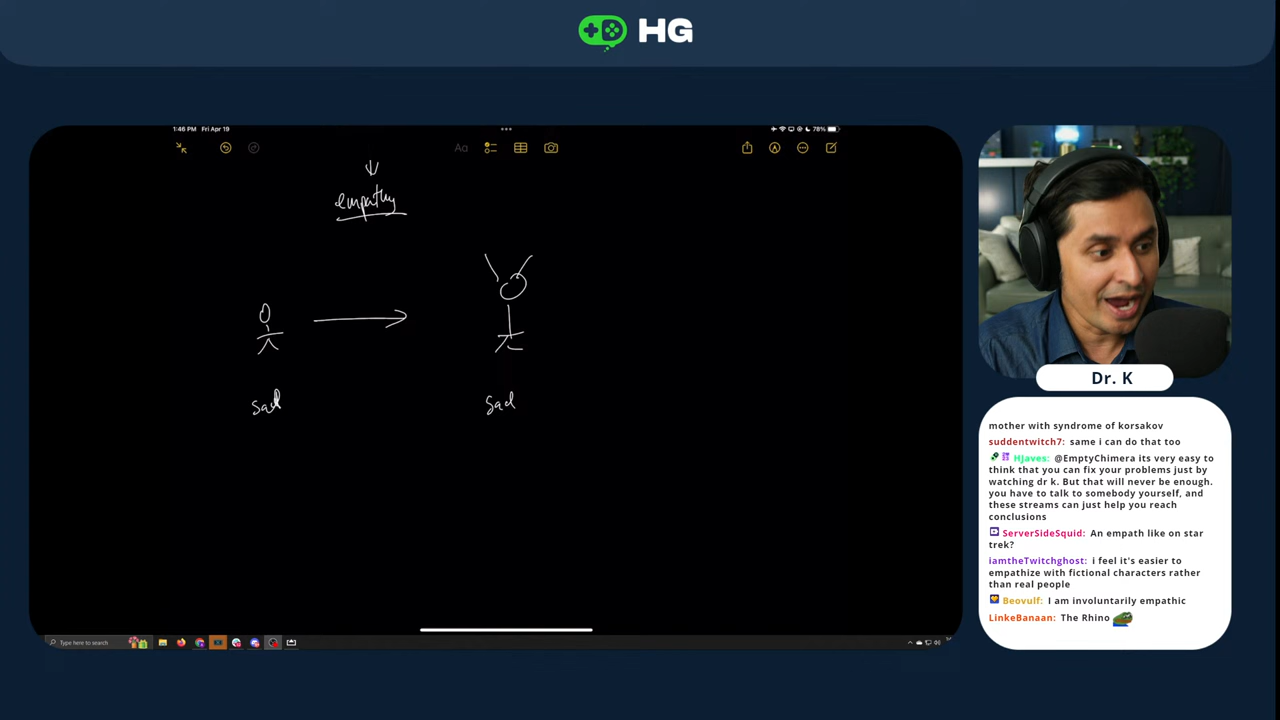 HG
1:46 PM Fri Apr 19
78%
Aa
empathy
sad
sad
Dr. K
mother with syndrome of korsakov
suddentwitch7: same i can do that too
HJaves: @EmptyChimera its very easy to
think that you can fix your problems just by
watching dr k. But that will never be enough.
you have to talk to somebody yourself, and
these streams can just help you reach
conclusions
ServerSideSquid: An empath like on star
trek?
iamtheTwitchghost: i feel it's easier to
empathize with fictional characters rather
than real people
Beovulf: I am involuntarily empathic
LinkeBanaan: The Rhino
Type here to search